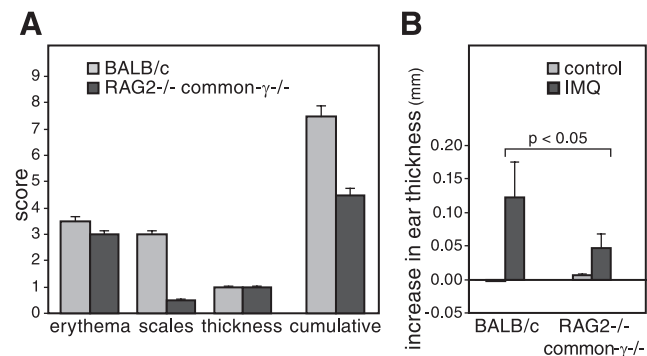 A
score
9
8
7
6
5
4
3
2
1
0
BALB/c
RAG2-/- common-γ-/-
erythema scales thickness cumulative
B
increase in ear thickness (mm)
0.20
0.15
0.10
0.05
0.00
-0.05
control
IMQ
p < 0.05
BALB/c RAG2-/-
common-γ-/-